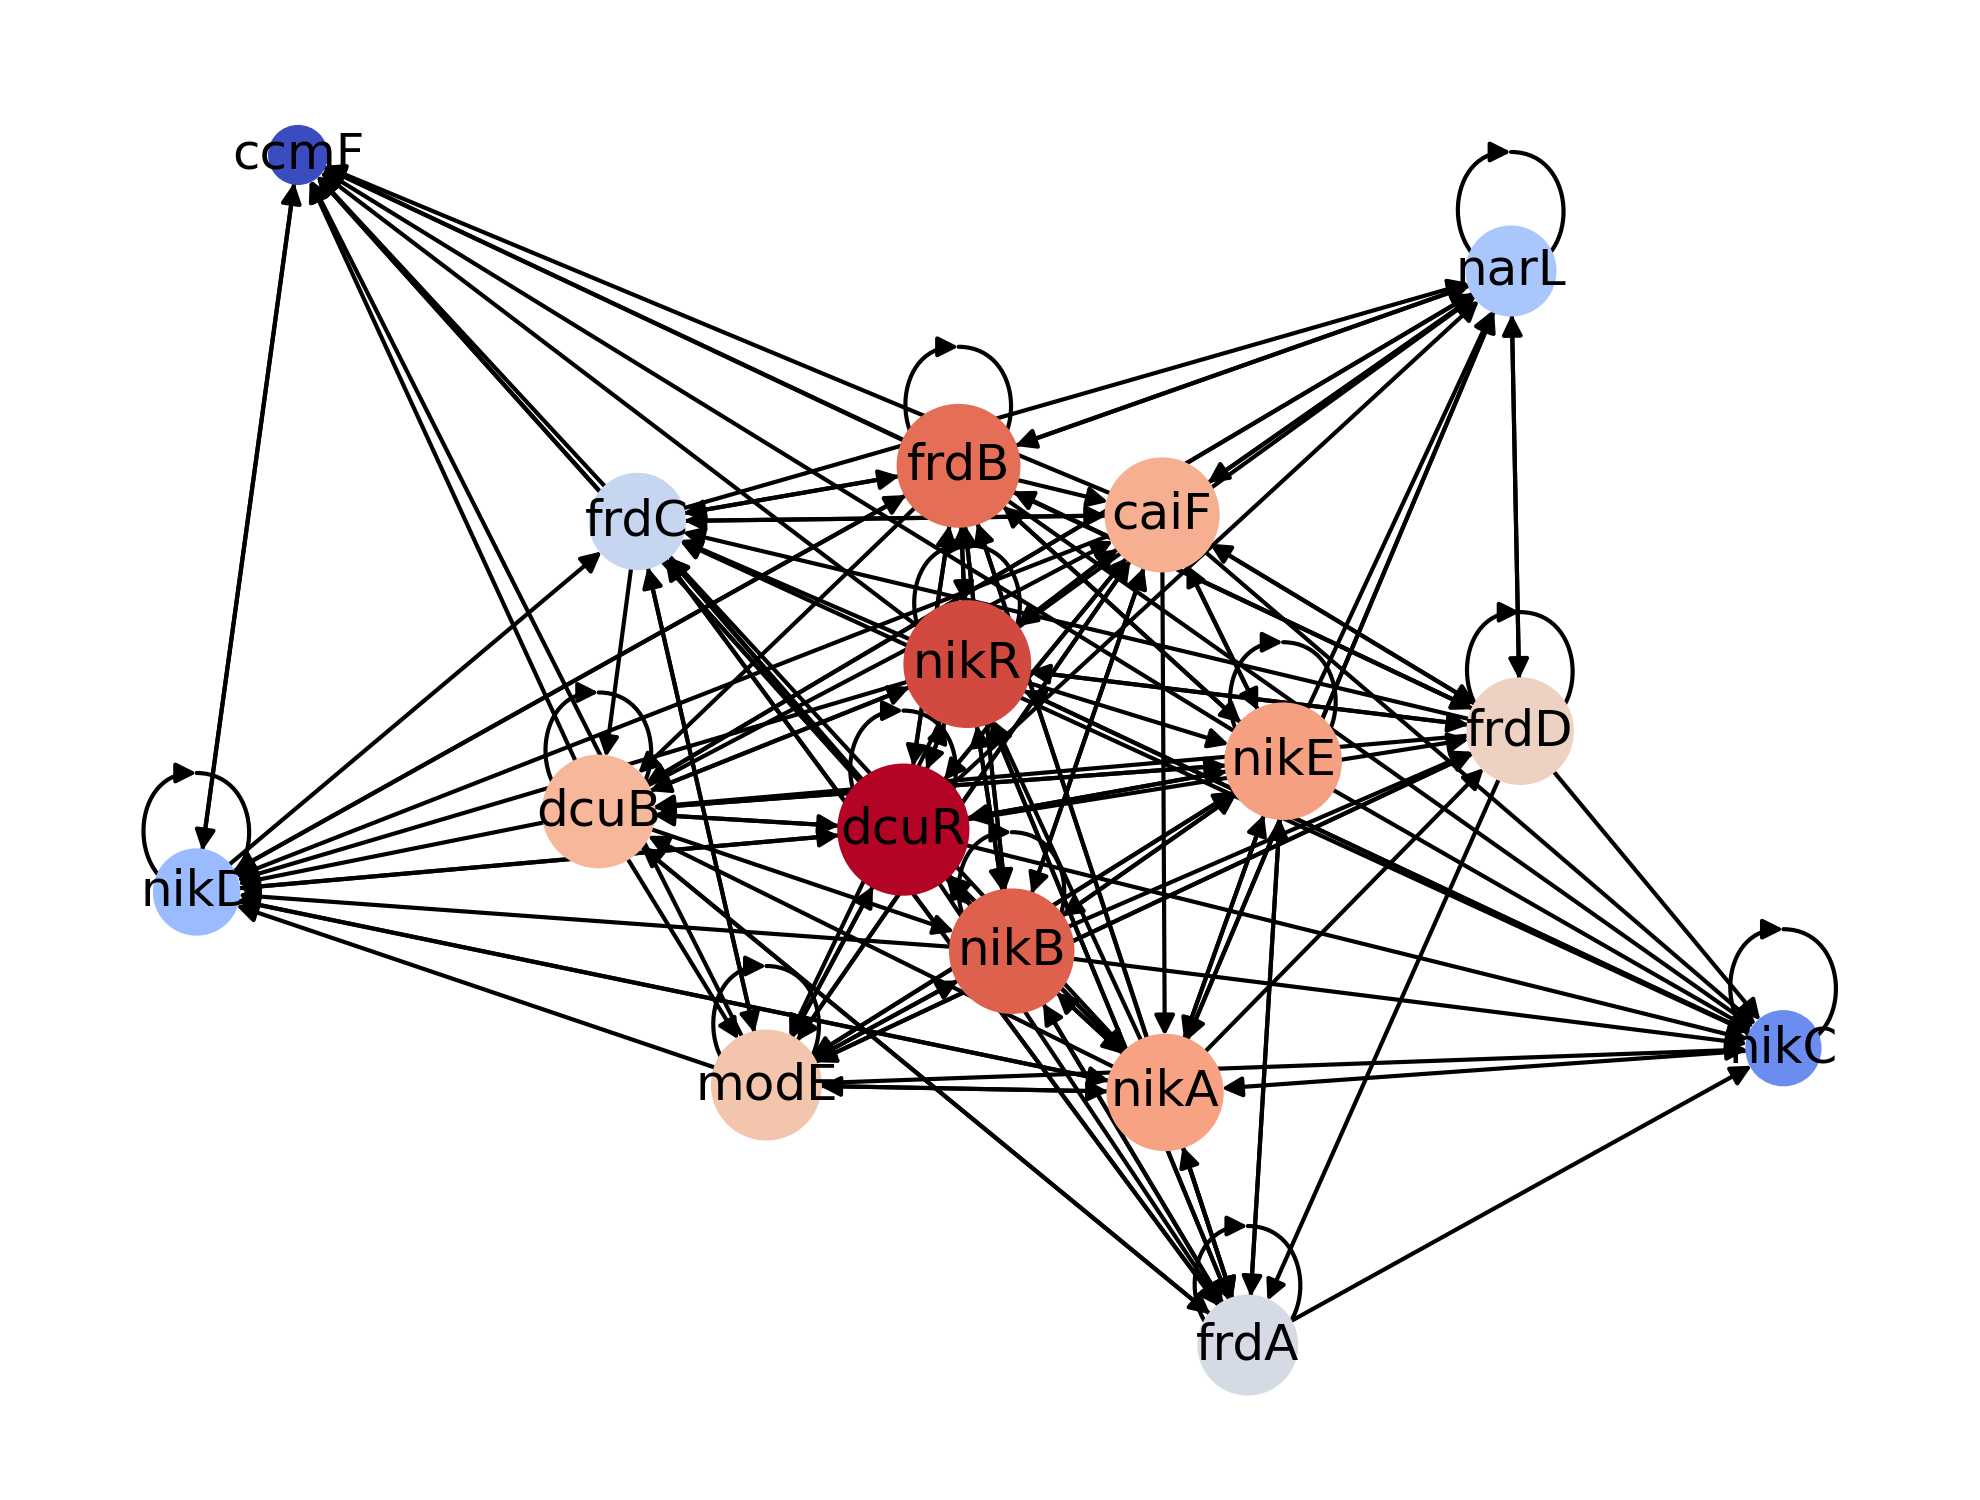 ccmF
narL
frdB
caiF
frdC
nikR
frdD
nikE
dcuB
dcuR
nikD
nikB
nikC
modE
nikA
frdA